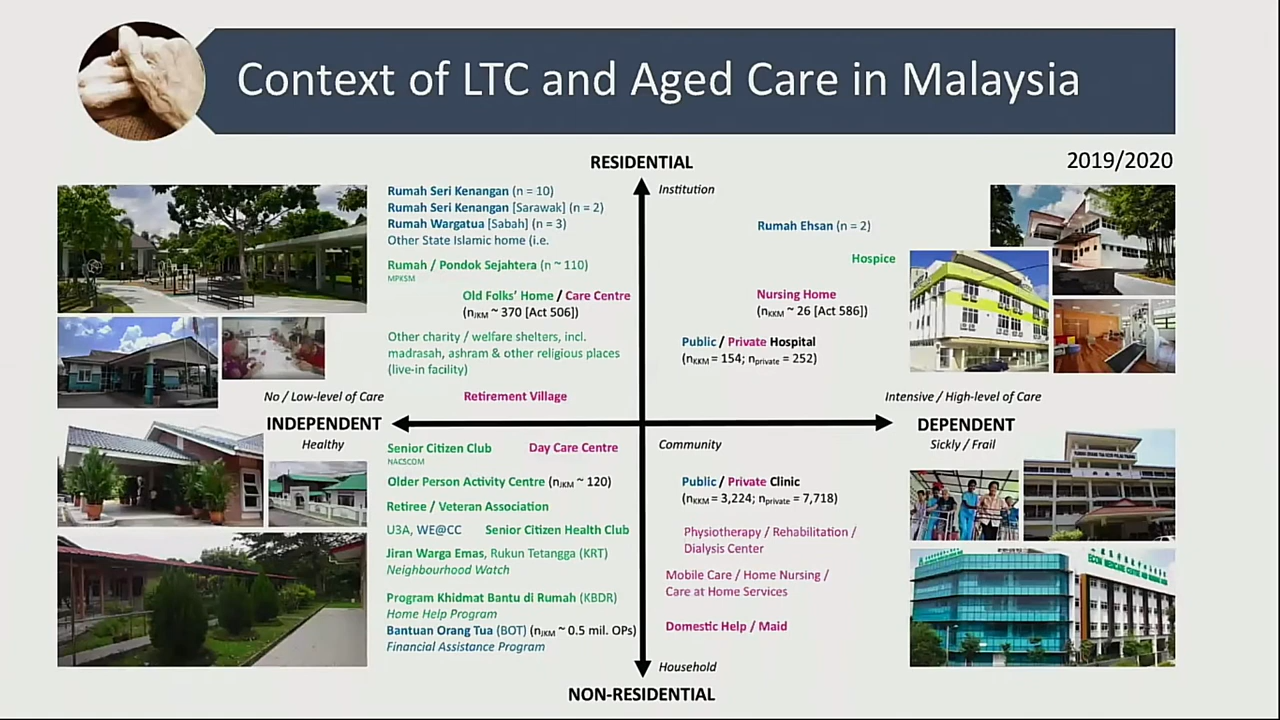 Context of LTC and Aged Care in Malaysia
2019/2020
RESIDENTIAL
Institution
Rumah Seri Kenangan (n = 10)
Rumah Seri Kenangan [Sarawak] (n = 2)
Rumah Wargatua [Sabah] (n = 3)
Other State Islamic home (i.e.
Rumah / Pondok Sejahtera (n ~ 110)
MPKSM
Old Folks' Home / Care Centre
(nJKM ~ 370 [Act 506])
Other charity / welfare shelters, incl.
madrasah, ashram & other religious places
(live-in facility)
Retirement Village
Rumah Ehsan (n = 2)
Hospice
Nursing Home
(nKKM ~ 26 [Act 586])
Public / Private Hospital
(nKKM = 154; nprivate = 252)
No / Low-level of Care
INDEPENDENT
Healthy
Intensive / High-level of Care
DEPENDENT
Sickly / Frail
Senior Citizen Club
NACSCOM
Day Care Centre
Older Person Activity Centre (nJKM ~ 120)
Retiree / Veteran Association
U3A, WE@CC Senior Citizen Health Club
Jiran Warga Emas, Rukun Tetangga (KRT)
Neighbourhood Watch
Program Khidmat Bantu di Rumah (KBDR)
Home Help Program
Bantuan Orang Tua (BOT) (nJKM ~ 0.5 mil. OPs)
Financial Assistance Program
Community
Public / Private Clinic
(nKKM = 3,224; nprivate = 7,718)
Physiotherapy / Rehabilitation /
Dialysis Center
Mobile Care / Home Nursing /
Care at Home Services
Domestic Help / Maid
Household
NON-RESIDENTIAL
ECON MEDICARE CENTRE